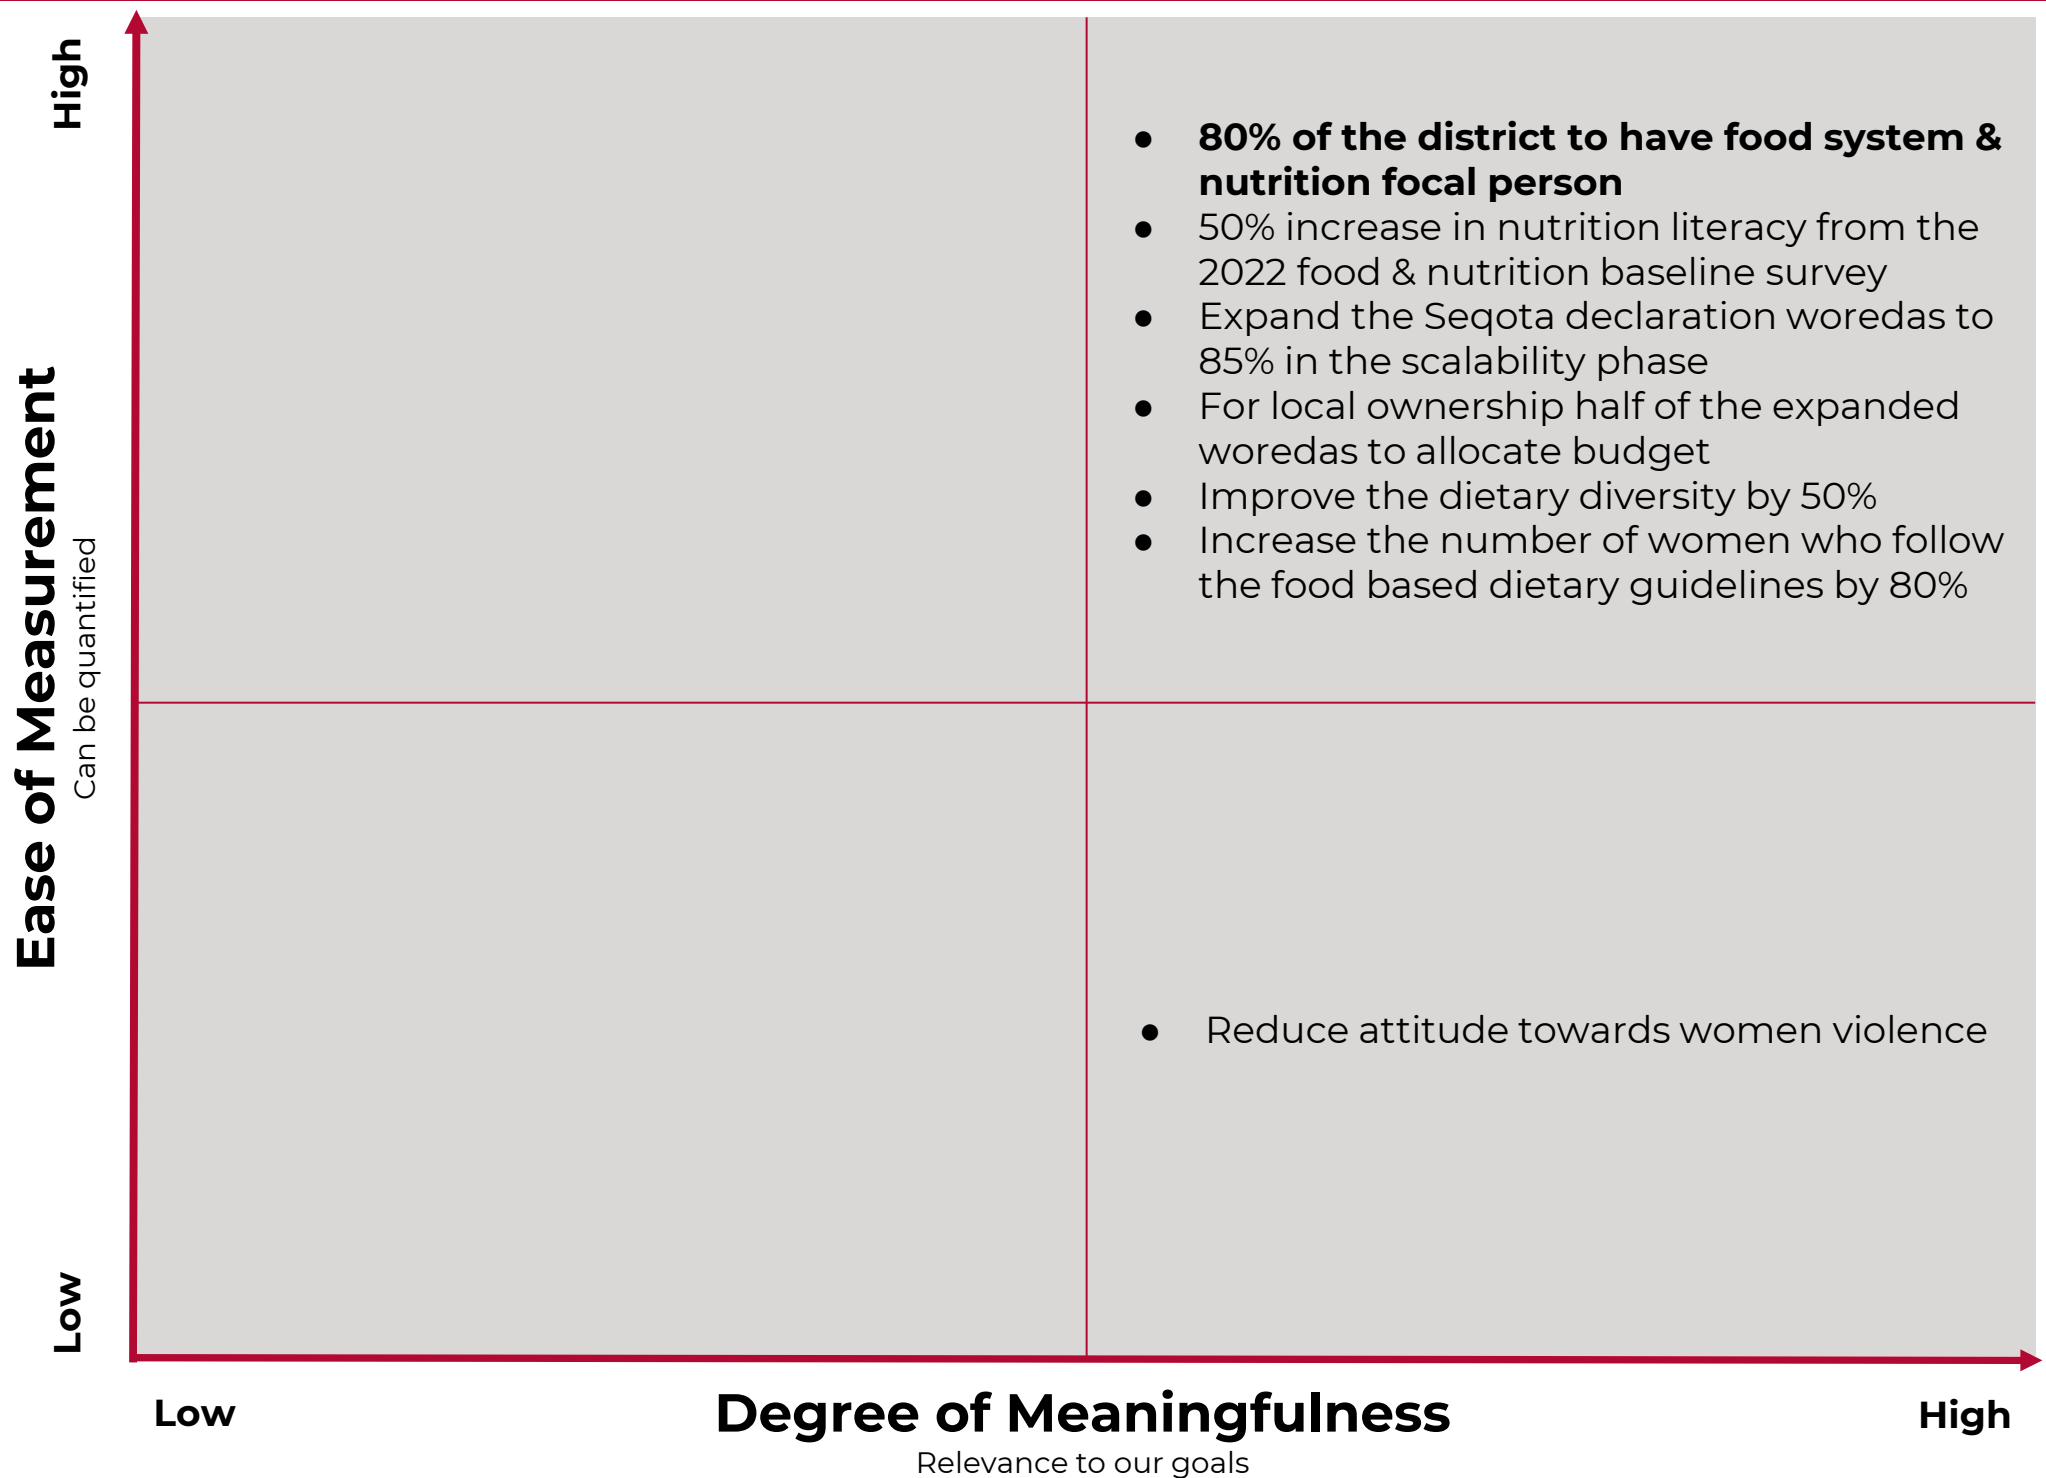 High
● 80% of the district to have food system &
nutrition focal person
● 50% increase in nutrition literacy from the
2022 food & nutrition baseline survey
● Expand the Seqota declaration woredas to
85% in the scalability phase
● For local ownership half of the expanded
woredas to allocate budget
● Improve the dietary diversity by 50%
● Increase the number of women who follow
the food based dietary guidelines by 80%
Ease of Measurement
Can be quantified
● Reduce attitude towards women violence
Low
Low
Degree of Meaningfulness
High
Relevance to our goals